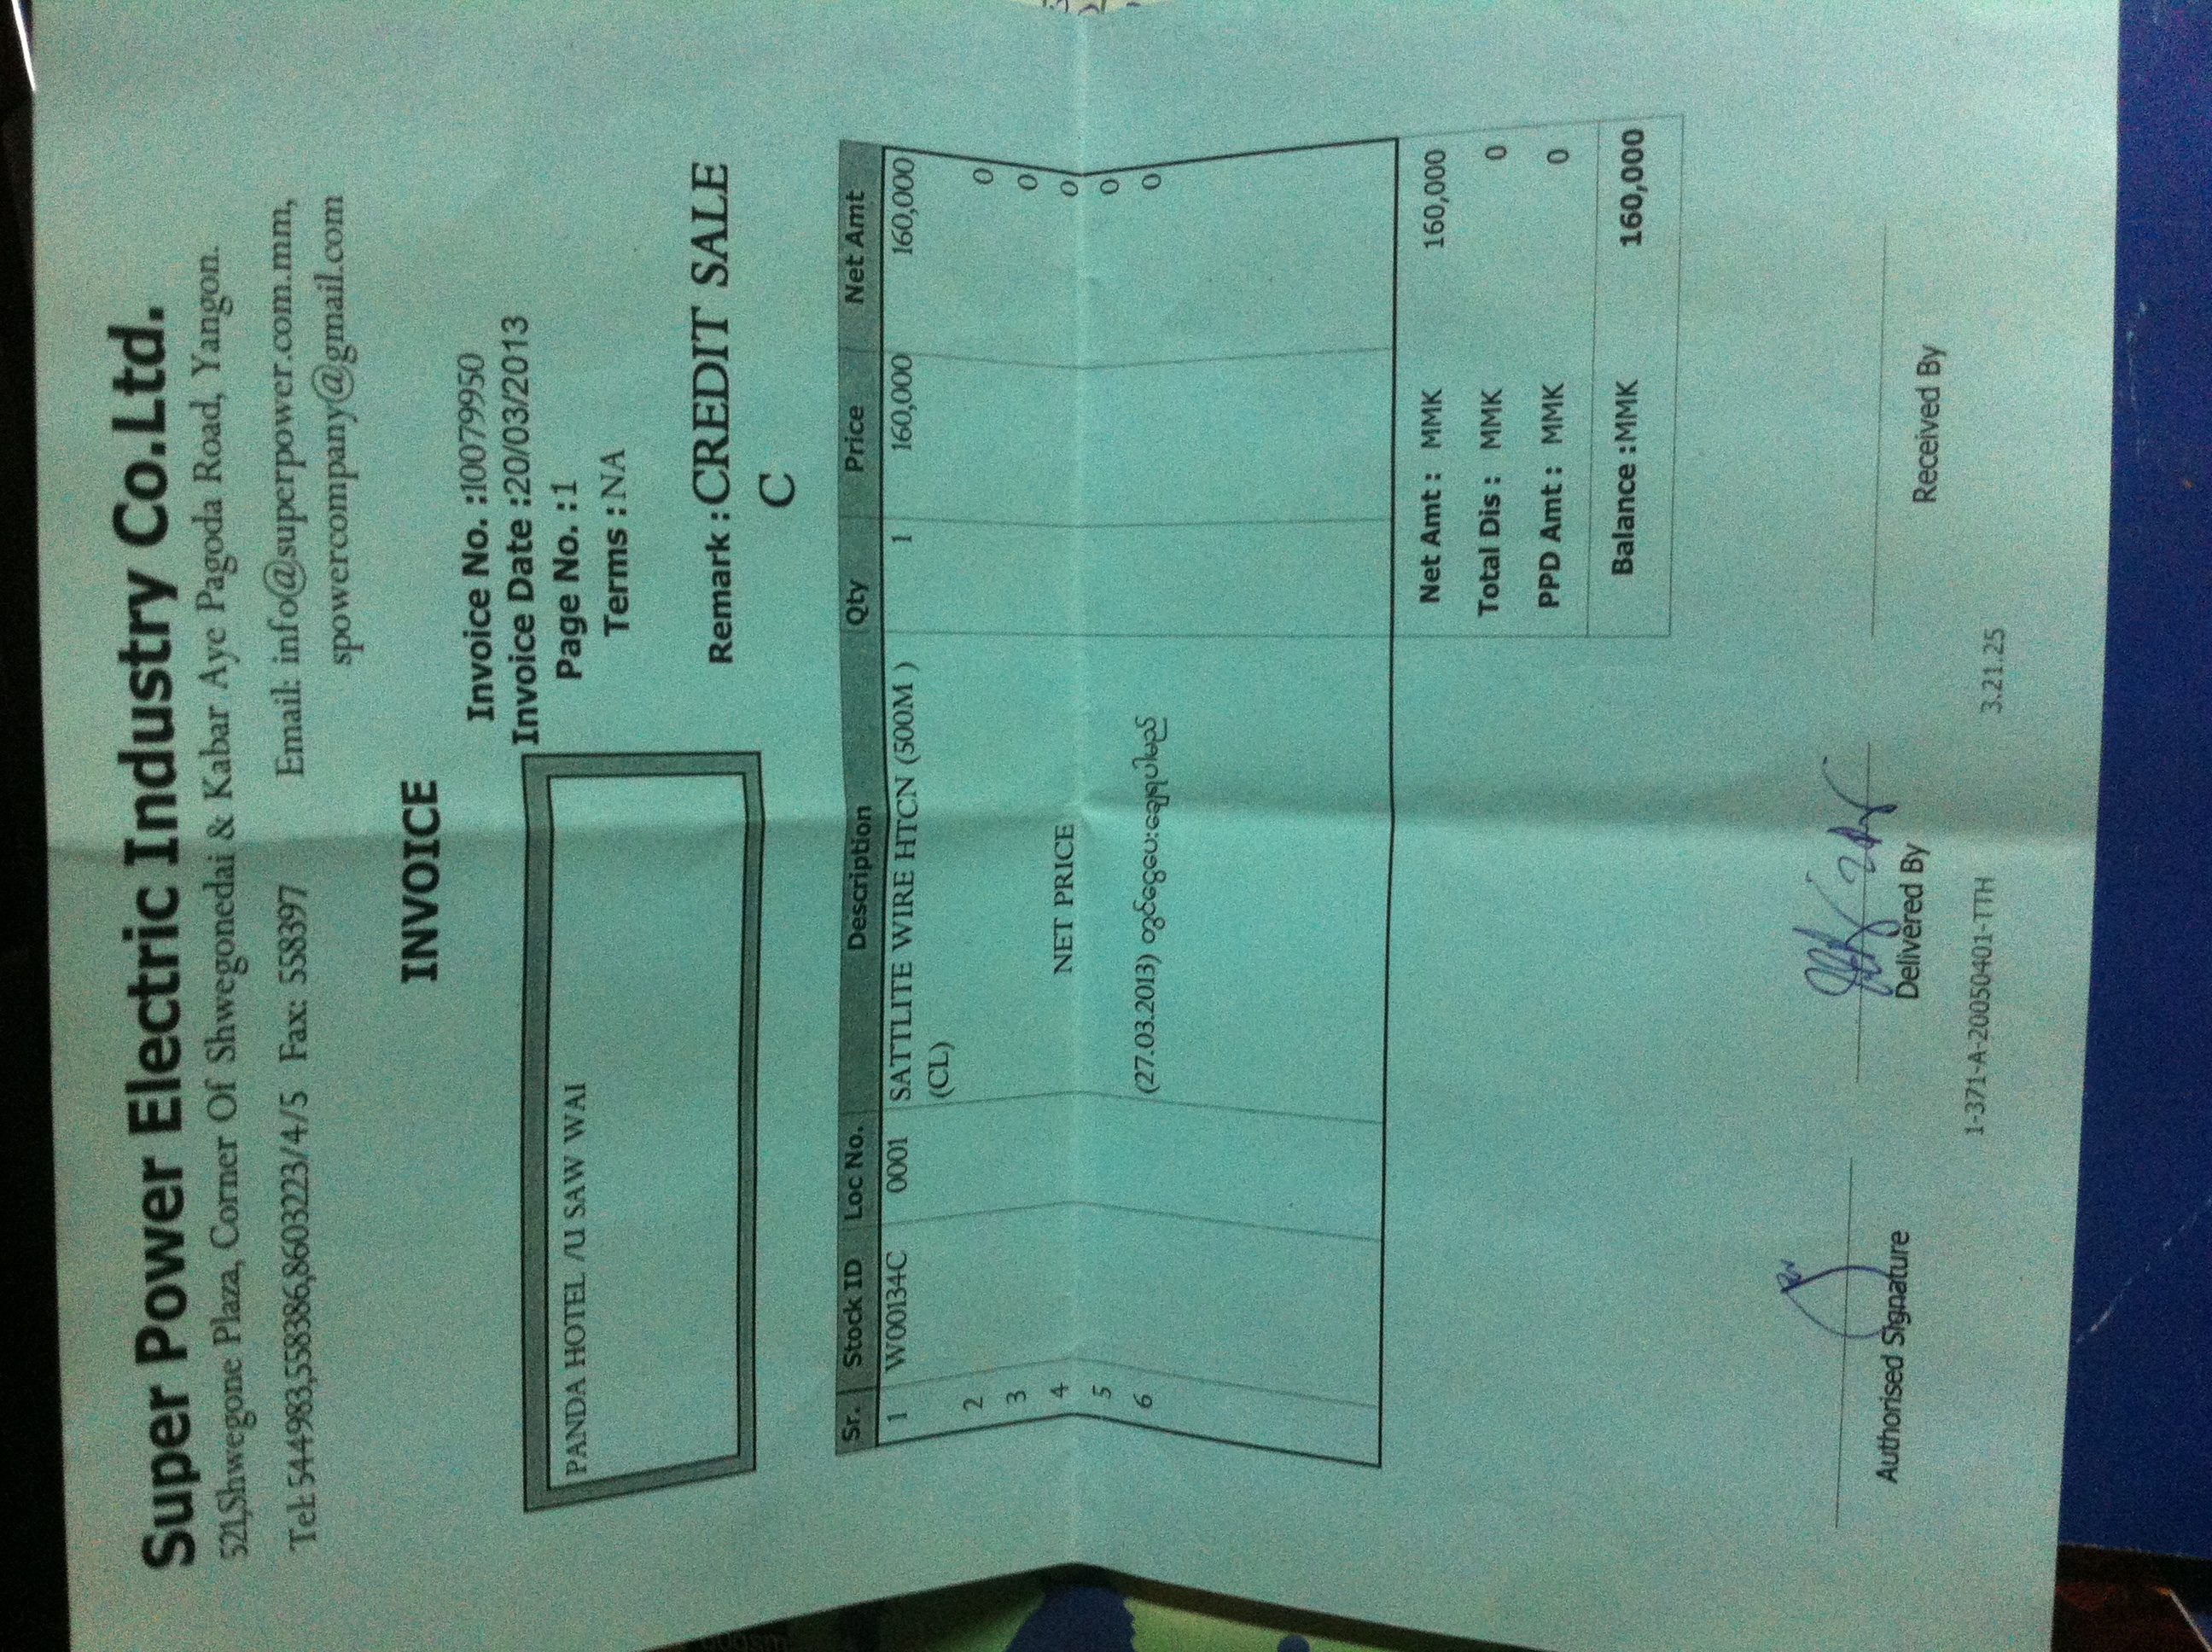 Super Power Electric Industry Co.Ltd.
521,Shwegone Plaza, Corner Of Shwegonedai & Kabar Aye Pagoda Road, Yangon.
Tel: 544983,558386,8603223/4/5 Fax: 558397 Email: info@superpower.com.mm,
spowercompany@gmail.com
INVOICE
Invoice No. :10079950
Invoice Date :20/03/2013
Page No. :1
Terms :NA
PANDA HOTEL /U SAW WAI
Remark :CREDIT SALE
C
Sr. Stock ID Loc No. Description Qty Price Net Amt
1 W00134C 0001 SATTLITE WIRE HTCN (500M ) 1 160,000 160,000
(CL)
2 0
3 0
4 NET PRICE 0
5 0
6 (27.03.2013) တွင်ငွေပေးချေရပါမည် 0
Net Amt : MMK 160,000
Total Dis : MMK 0
PPD Amt : MMK 0
Balance :MMK 160,000
Authorised Signature Delivered By Received By
1-371-A-20050401-TTH 3.21.25